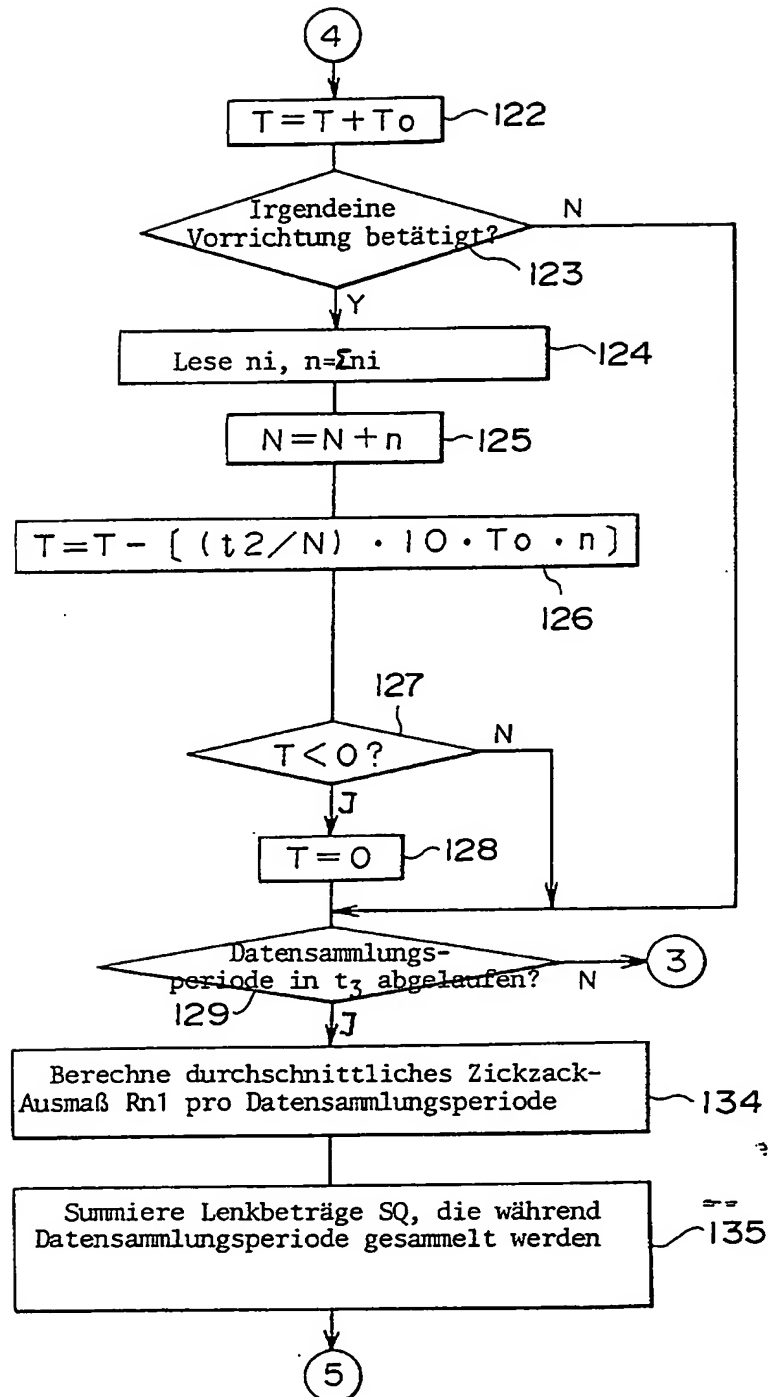 4
T=T+To
122
Irgendeine
Vorrichtung betätigt?
N
123
Y
Lese ni, n=Σni
124
N=N+n
125
T=T-[(t2/N)·10·To·n]
126
127
T<0?
N
J
T=0
128
Datensammlungs-
periode in t3 abgelaufen?
N
3
129
J
Berechne durchschnittliches Zickzack-
Ausmaß Rn1 pro Datensammlungsperiode
134
Summiere Lenkbeträge SQ, die während
Datensammlungsperiode gesammelt werden
135
5